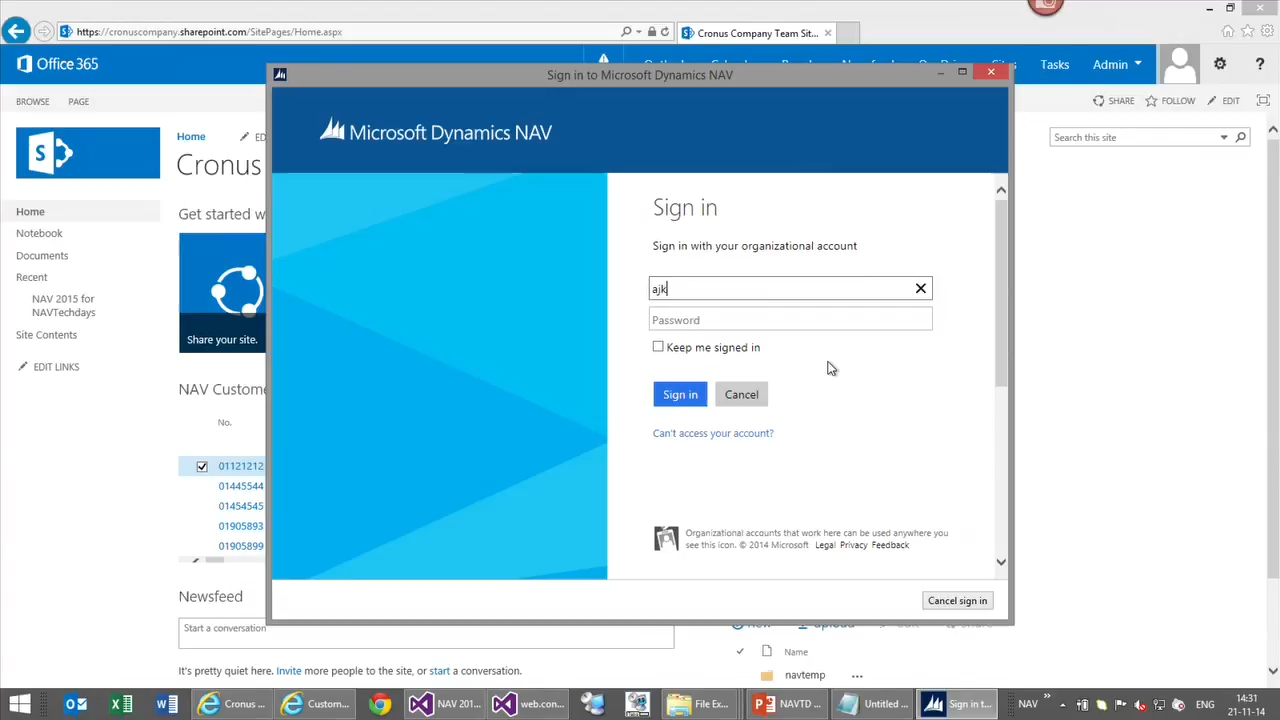 https://cronuscompany.sharepoint.com/SitePages/Home.aspx
Cronus Company Team Sit...
Office 365
Tasks
Admin
Sign in to Microsoft Dynamics NAV
BROWSE
PAGE
SHARE
FOLLOW
EDIT
Microsoft Dynamics NAV
Home
Cronus
Search this site
Home
Notebook
Documents
Recent
NAV 2015 for
NAVTechdays
Site Contents
EDIT LINKS
Get started w
Share your site.
NAV Custome
No.
01121212
01445544
01454545
01905893
01905899
Sign in
Sign in with your organizational account
ajk
Password
Keep me signed in
Sign in
Cancel
Can't access your account?
Organizational accounts that work here can be used anywhere you
see this icon. © 2014 Microsoft Legal Privacy Feedback
Cancel sign in
Newsfeed
Start a conversation
It's pretty quiet here. Invite more people to the site, or start a conversation.
Name
navtemp
Cronus ...
Custom...
NAV 201...
web.con...
File Ex...
NAVTD ...
Untitled ...
Sign in t...
NAV
ENG
14:31
21-11-14